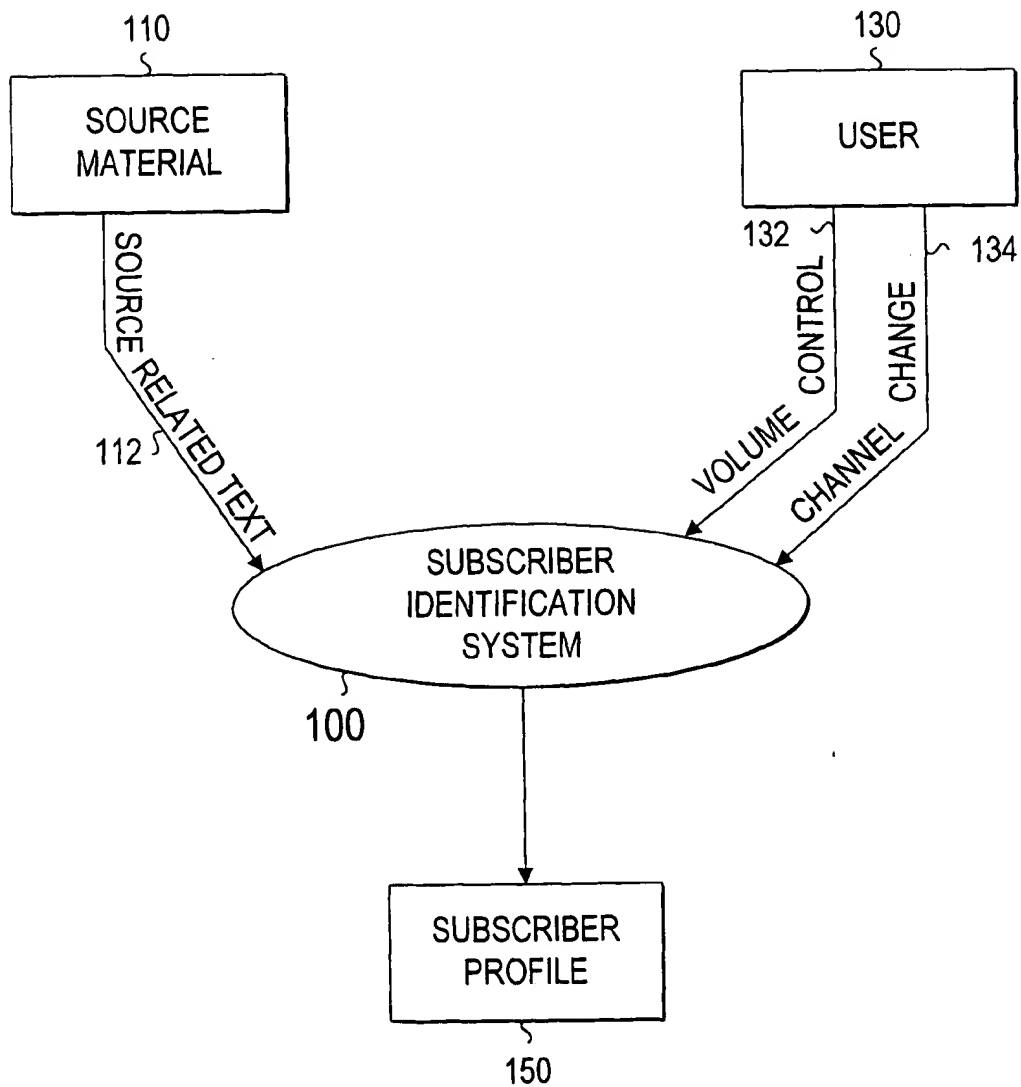 110
SOURCE
MATERIAL
130
USER
SOURCE RELATED TEXT
112
132
VOLUME CONTROL
134
CHANNEL CHANGE
SUBSCRIBER
IDENTIFICATION
SYSTEM
100
SUBSCRIBER
PROFILE
150